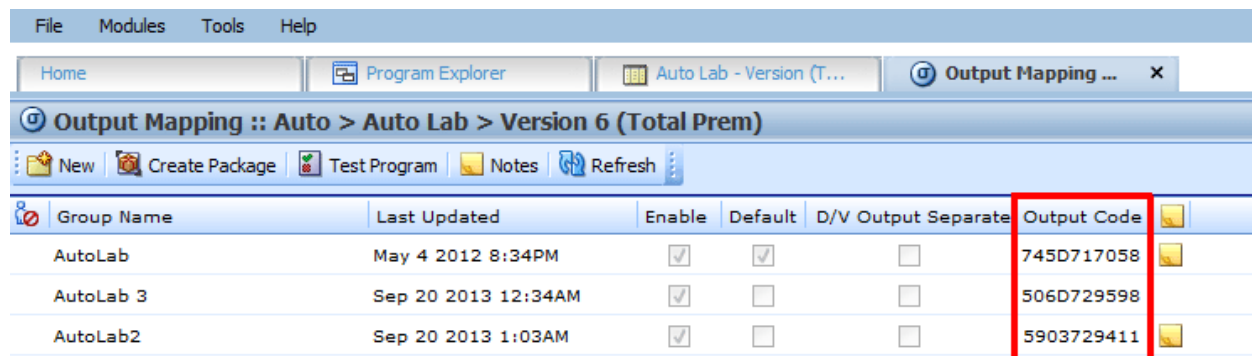 File Modules Tools Help
Home Program Explorer Auto Lab - Version (T... Output Mapping ... x
Output Mapping :: Auto > Auto Lab > Version 6 (Total Prem)
New Create Package Test Program Notes Refresh
Group Name Last Updated Enable Default D/V Output Separate Output Code
AutoLab May 4 2012 8:34PM 745D717058
AutoLab 3 Sep 20 2013 12:34AM 506D729598
AutoLab2 Sep 20 2013 1:03AM 5903729411